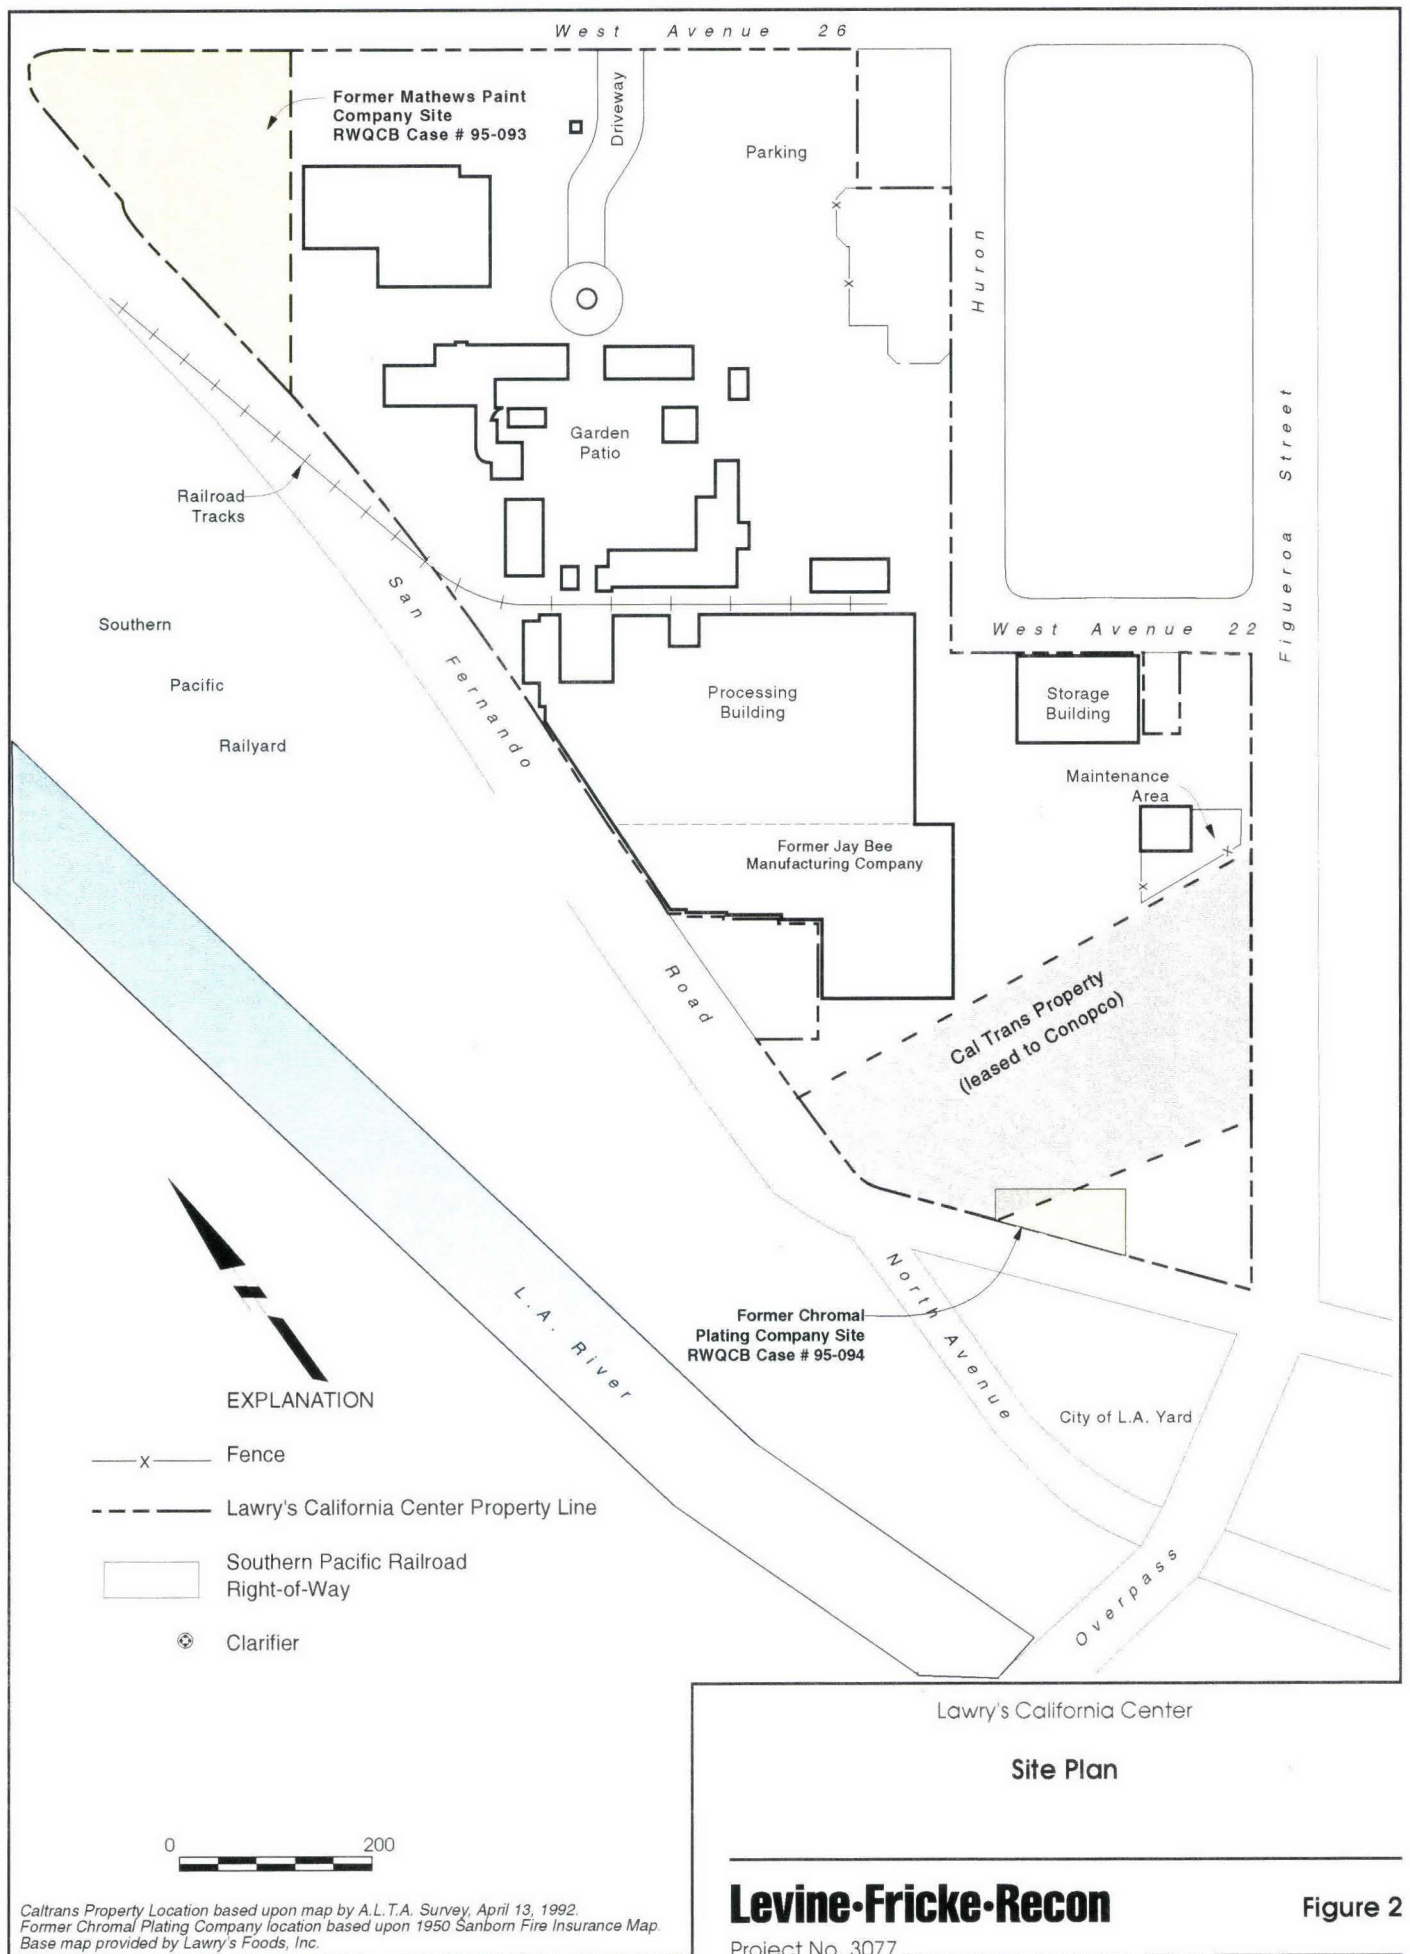 West Avenue 26
Former Mathews Paint
Company Site
RWQCB Case # 95-093
Driveway
Parking
Huron
Figueroa Street
Garden
Patio
Railroad
Tracks
San Fernando Road
Southern
Pacific
Railyard
West Avenue 22
Processing
Building
Storage
Building
Maintenance
Area
Former Jay Bee
Manufacturing Company
Cal Trans Property
(leased to Conopco)
L.A. River
North Avenue
Former Chromal
Plating Company Site
RWQCB Case # 95-094
City of L.A. Yard
Overpass
EXPLANATION
x Fence
Lawry's California Center Property Line
Southern Pacific Railroad
Right-of-Way
Clarifier
0 200
Caltrans Property Location based upon map by A.L.T.A. Survey, April 13, 1992.
Former Chromal Plating Company location based upon 1950 Sanborn Fire Insurance Map.
Base map provided by Lawry's Foods, Inc.
Lawry's California Center
Site Plan
Levine•Fricke•Recon
Figure 2
Project No. 3077